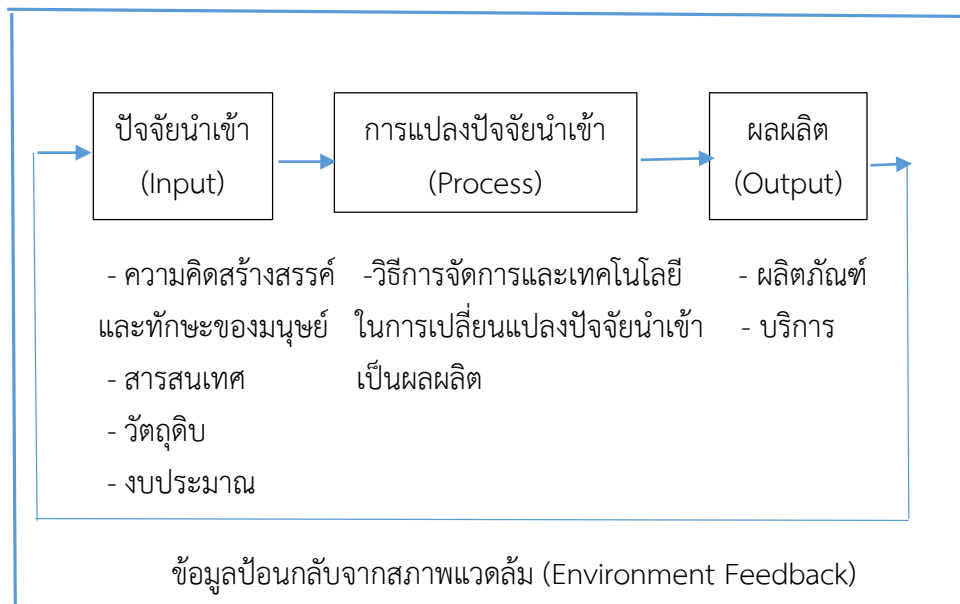 ปัจจัยนำเข้า
(Input)
การแปลงปัจจัยนำเข้า
(Process)
ผลผลิต
(Output)
- ความคิดสร้างสรรค์
และทักษะของมนุษย์
- สารสนเทศ
- วัตถุดิบ
- งบประมาณ
-วิธีการจัดการและเทคโนโลยี
ในการเปลี่ยนแปลงปัจจัยนำเข้า
เป็นผลผลิต
- ผลิตภัณฑ์
- บริการ
ข้อมูลป้อนกลับจากสภาพแวดล้ม (Environment Feedback)